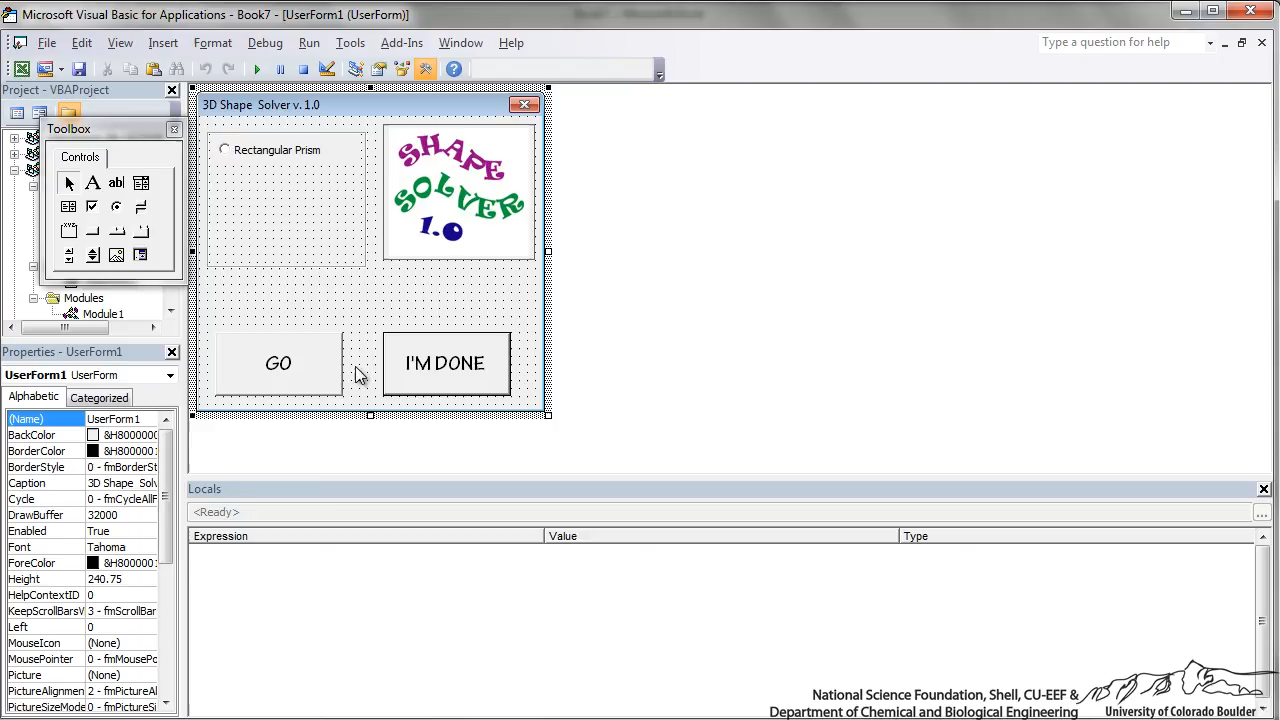 Microsoft Visual Basic for Applications - Book7 - [UserForm1 (UserForm)]
File Edit View Insert Format Debug Run Tools Add-Ins Window Help
Type a question for help
Project - VBAProject
Toolbox
Controls
A ab|
Modules
Module1
3D Shape Solver v. 1.0
Rectangular Prism
SHAPE
SOLVER
1.0
GO
I'M DONE
Properties - UserForm1
UserForm1 UserForm
Alphabetic Categorized
(Name) UserForm1
BackColor &H8000000
BorderColor &H8000001
BorderStyle 0 - fmBorderSt
Caption 3D Shape Solv
Cycle 0 - fmCycleAllF
DrawBuffer 32000
Enabled True
Font Tahoma
ForeColor &H8000001
Height 240.75
HelpContextID 0
KeepScrollBarsV 3 - fmScrollBar
Left 0
MouseIcon (None)
MousePointer 0 - fmMousePo
Picture (None)
PictureAlignmen 2 - fmPictureAl
PictureSizeMode 0 - fmPictureSi
Locals
<Ready>
...
Expression Value Type
National Science Foundation, Shell, CU-EEF &
Department of Chemical and Biological Engineering
University of Colorado Boulder